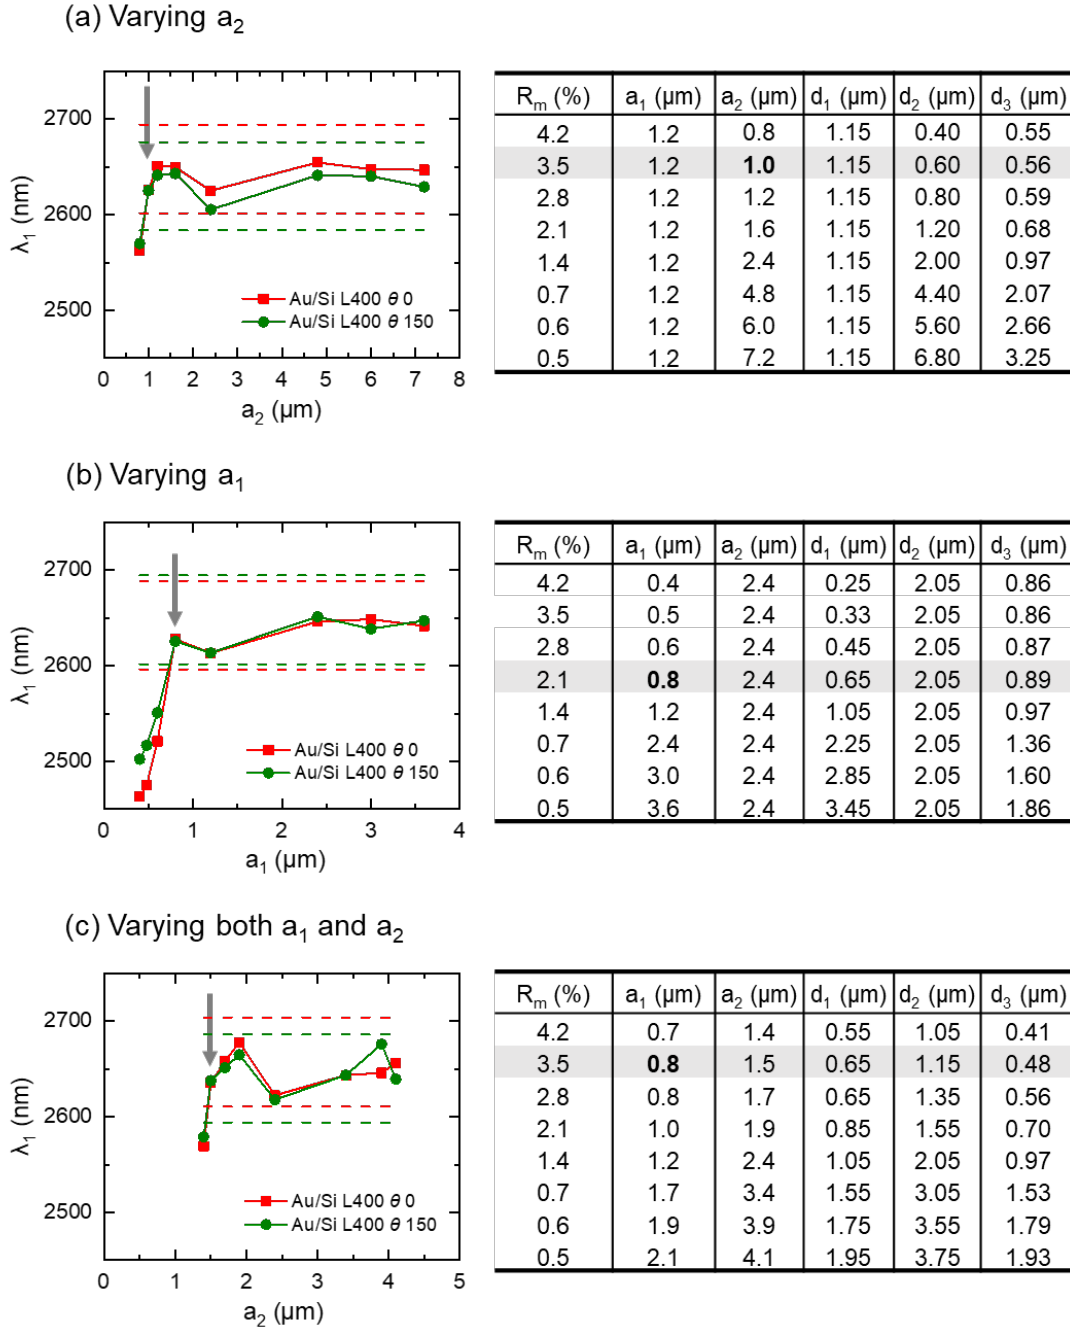 (a) Varying a₂
λ₁ (nm)
2700
2600
2500
Au/Si L400 θ 0
Au/Si L400 θ 150
0 1 2 3 4 5 6 7 8
a₂ (μm)
Rₘ (%) a₁ (μm) a₂ (μm) d₁ (μm) d₂ (μm) d₃ (μm)
4.2 1.2 0.8 1.15 0.40 0.55
3.5 1.2 1.0 1.15 0.60 0.56
2.8 1.2 1.2 1.15 0.80 0.59
2.1 1.2 1.6 1.15 1.20 0.68
1.4 1.2 2.4 1.15 2.00 0.97
0.7 1.2 4.8 1.15 4.40 2.07
0.6 1.2 6.0 1.15 5.60 2.66
0.5 1.2 7.2 1.15 6.80 3.25
(b) Varying a₁
λ₁ (nm)
2700
2600
2500
Au/Si L400 θ 0
Au/Si L400 θ 150
0 1 2 3 4
a₁ (μm)
Rₘ (%) a₁ (μm) a₂ (μm) d₁ (μm) d₂ (μm) d₃ (μm)
4.2 0.4 2.4 0.25 2.05 0.86
3.5 0.5 2.4 0.33 2.05 0.86
2.8 0.6 2.4 0.45 2.05 0.87
2.1 0.8 2.4 0.65 2.05 0.89
1.4 1.2 2.4 1.05 2.05 0.97
0.7 2.4 2.4 2.25 2.05 1.36
0.6 3.0 2.4 2.85 2.05 1.60
0.5 3.6 2.4 3.45 2.05 1.86
(c) Varying both a₁ and a₂
λ₁ (nm)
2700
2600
2500
Au/Si L400 θ 0
Au/Si L400 θ 150
0 1 2 3 4 5
a₂ (μm)
Rₘ (%) a₁ (μm) a₂ (μm) d₁ (μm) d₂ (μm) d₃ (μm)
4.2 0.7 1.4 0.55 1.05 0.41
3.5 0.8 1.5 0.65 1.15 0.48
2.8 0.8 1.7 0.65 1.35 0.56
2.1 1.0 1.9 0.85 1.55 0.70
1.4 1.2 2.4 1.05 2.05 0.97
0.7 1.7 3.4 1.55 3.05 1.53
0.6 1.9 3.9 1.75 3.55 1.79
0.5 2.1 4.1 1.95 3.75 1.93